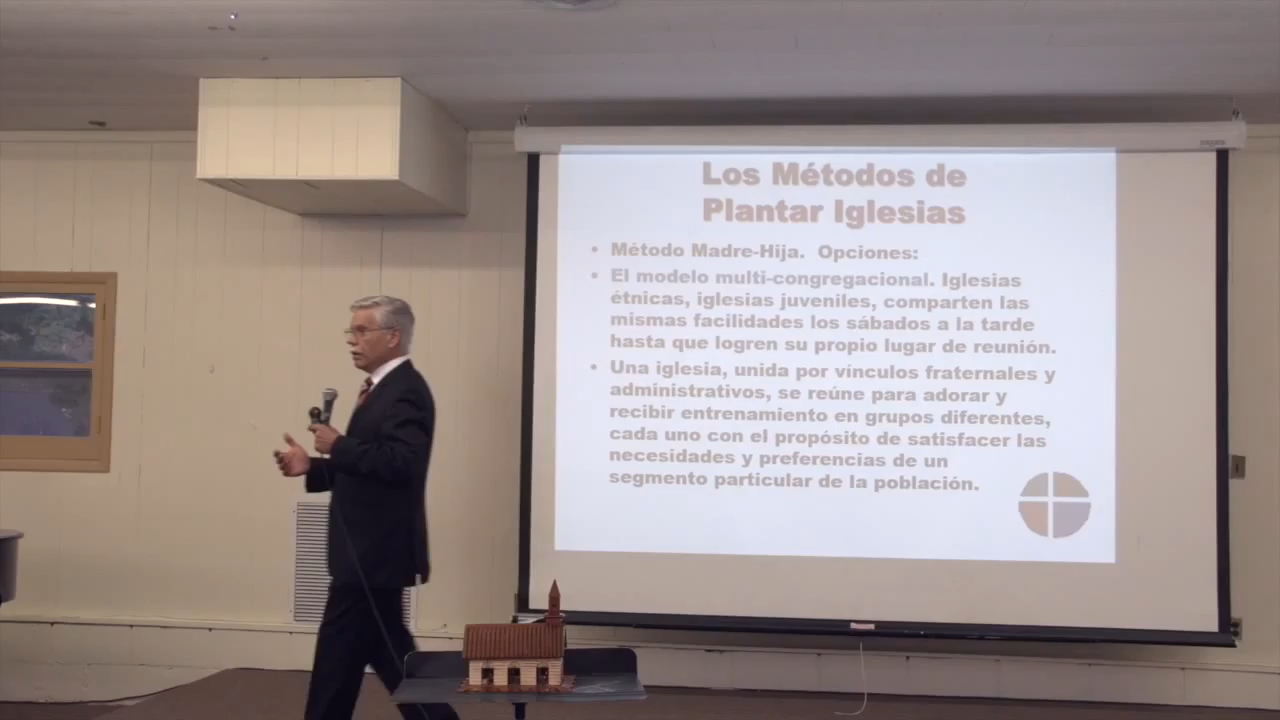 Los Métodos de
Plantar Iglesias
• Método Madre-Hija. Opciones:
• El modelo multi-congregacional. Iglesias
étnicas, iglesias juveniles, comparten las
mismas facilidades los sábados a la tarde
hasta que logren su propio lugar de reunión.
• Una iglesia, unida por vínculos fraternales y
administrativos, se reúne para adorar y
recibir entrenamiento en grupos diferentes,
cada uno con el propósito de satisfacer las
necesidades y preferencias de un
segmento particular de la población.